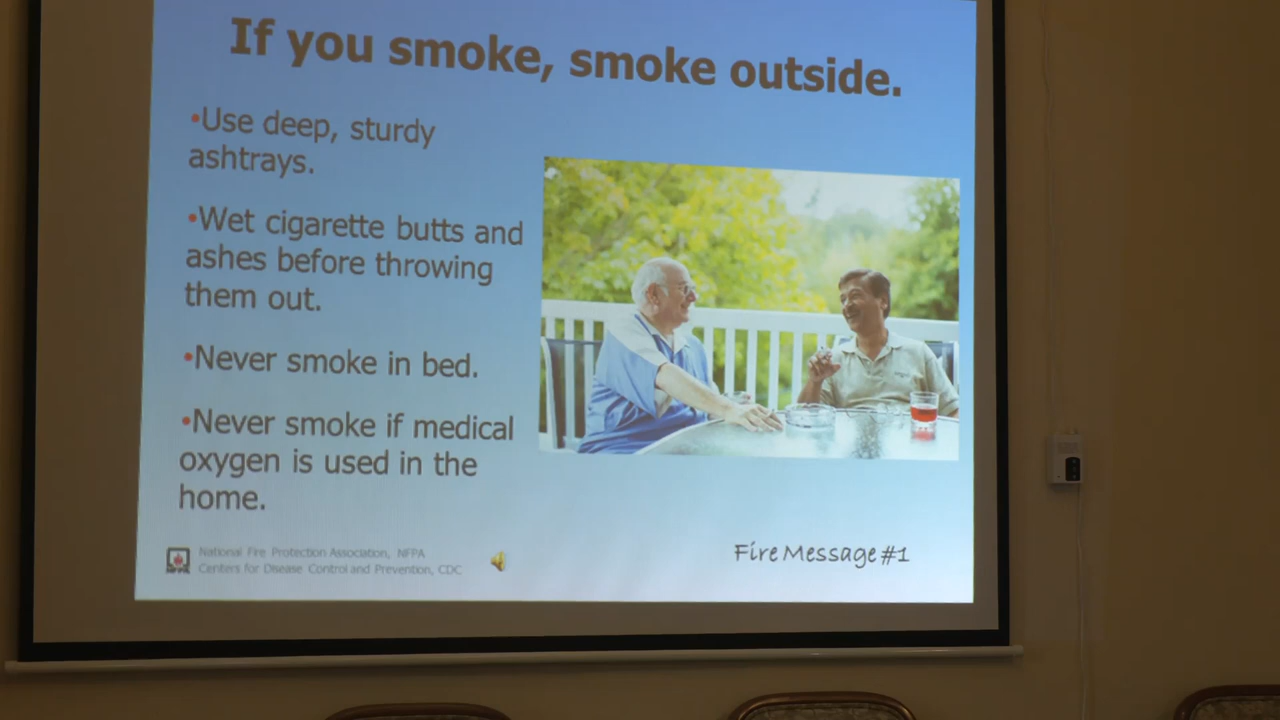 If you smoke, smoke outside.
•Use deep, sturdy
ashtrays.
•Wet cigarette butts and
ashes before throwing
them out.
•Never smoke in bed.
•Never smoke if medical
oxygen is used in the
home.
NFPA
National Fire Protection Association, NFPA
Centers for Disease Control and Prevention, CDC
Fire Message #1